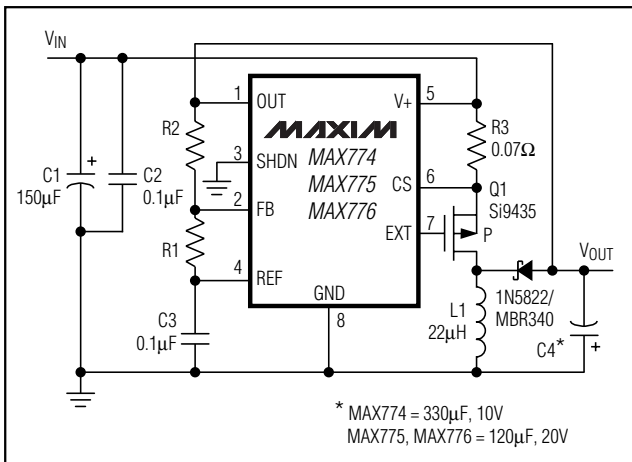 VIN
1 OUT V+ 5
R2
MAXIM
R3
0.07Ω
3 SHDN
MAX774
MAX775
MAX776
C1
150µF
+
C2
0.1µF
CS 6
Q1
Si9435
2 FB
EXT 7
P
R1
VOUT
4 REF
GND
8
1N5822/
MBR340
L1
22µH
C3
0.1µF
C4*
+
* MAX774 = 330µF, 10V
MAX775, MAX776 = 120µF, 20V